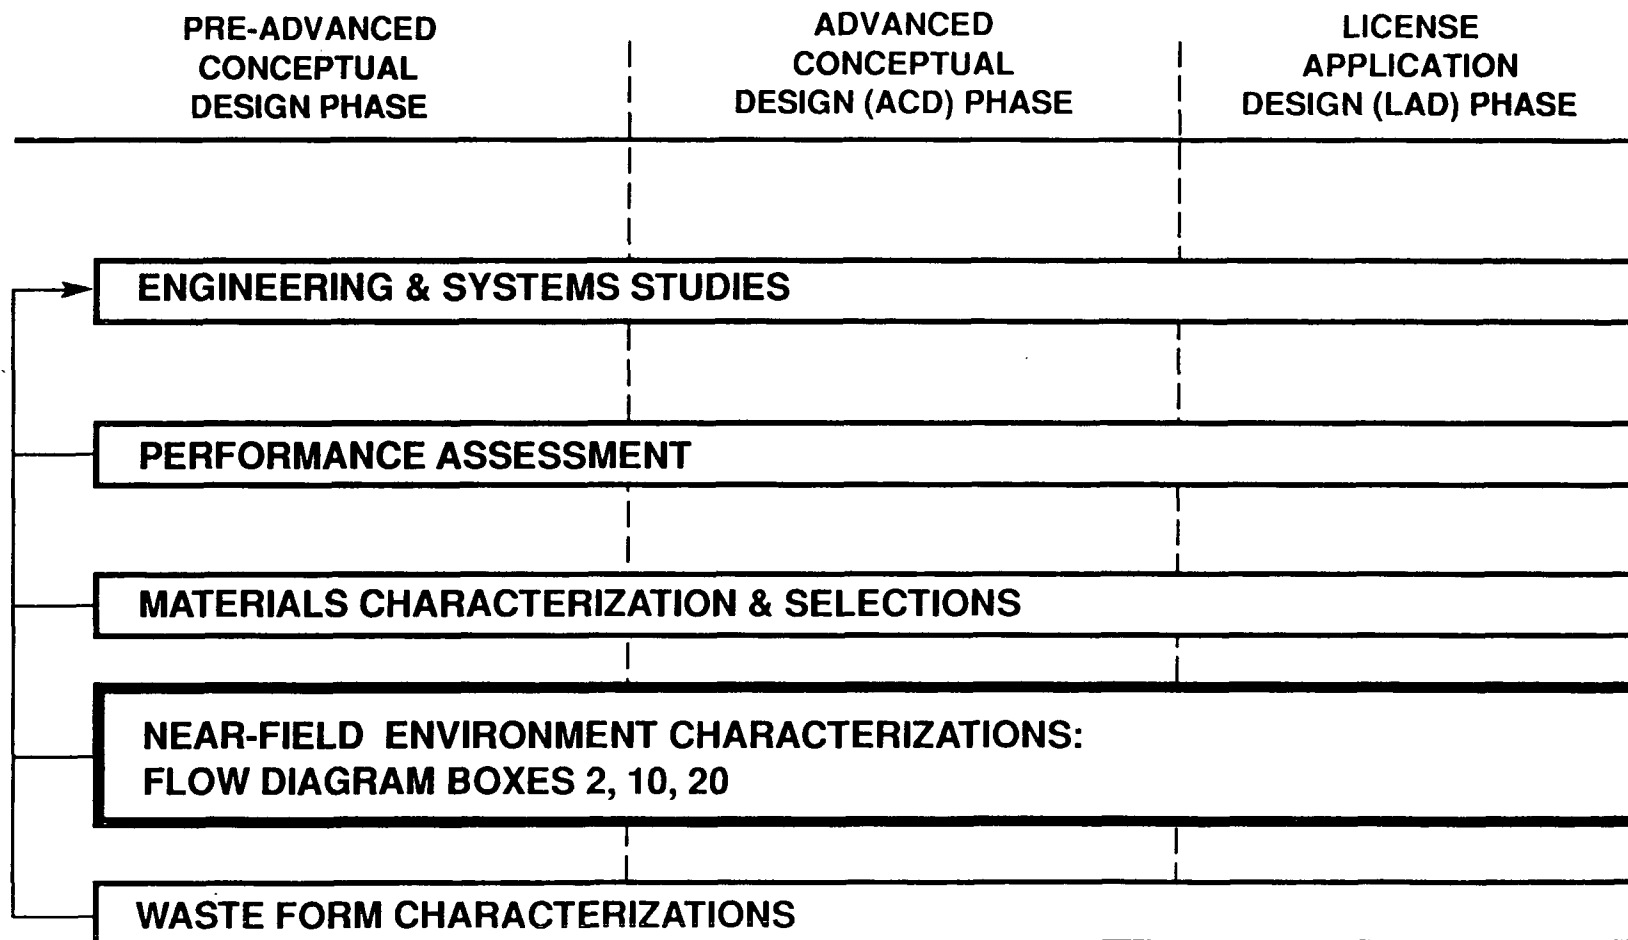 PRE-ADVANCED
CONCEPTUAL
DESIGN PHASE
ADVANCED
CONCEPTUAL
DESIGN (ACD) PHASE
LICENSE
APPLICATION
DESIGN (LAD) PHASE
ENGINEERING & SYSTEMS STUDIES
PERFORMANCE ASSESSMENT
MATERIALS CHARACTERIZATION & SELECTIONS
NEAR-FIELD ENVIRONMENT CHARACTERIZATIONS:
FLOW DIAGRAM BOXES 2, 10, 20
WASTE FORM CHARACTERIZATIONS